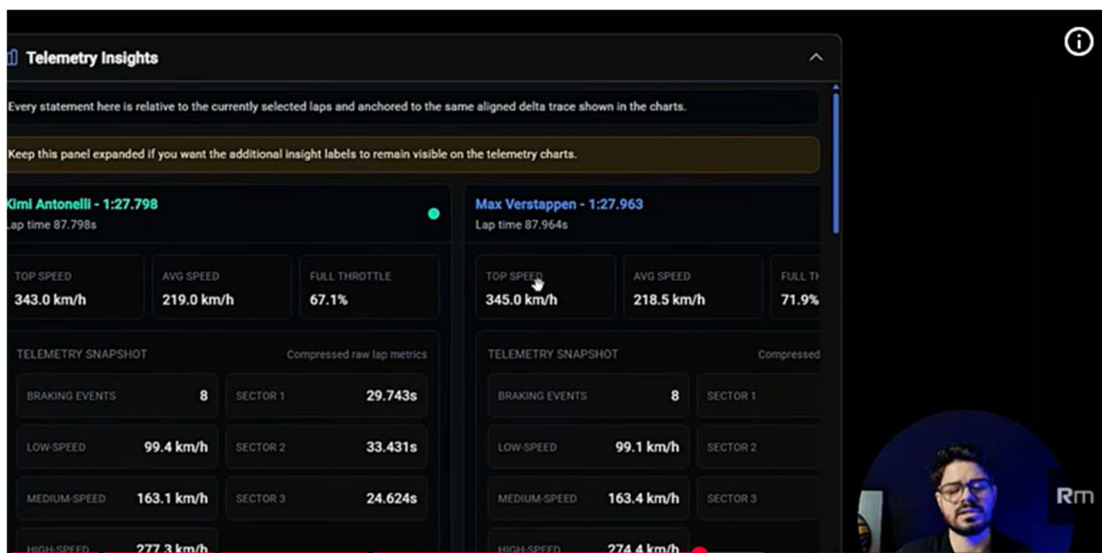 Telemetry Insights
Every statement here is relative to the currently selected laps and anchored to the same aligned delta trace shown in the charts.
Keep this panel expanded if you want the additional insight labels to remain visible on the telemetry charts.
Kimi Antonelli - 1:27.798
Lap time 87.798s
TOP SPEED
343.0 km/h
AVG SPEED
219.0 km/h
FULL THROTTLE
67.1%
TELEMETRY SNAPSHOT
Compressed raw lap metrics
BRAKING EVENTS 8
SECTOR 1 29.743s
LOW-SPEED 99.4 km/h
SECTOR 2 33.431s
MEDIUM-SPEED 163.1 km/h
SECTOR 3 24.624s
HIGH-SPEED 277.3 km/h
Max Verstappen - 1:27.963
Lap time 87.964s
TOP SPEED
345.0 km/h
AVG SPEED
218.5 km/h
FULL TH
71.9%
TELEMETRY SNAPSHOT
Compressed
BRAKING EVENTS 8
SECTOR 1
LOW-SPEED 99.1 km/h
SECTOR 2
MEDIUM-SPEED 163.4 km/h
SECTOR 3
HIGH-SPEED 274.4 km/h
Rm